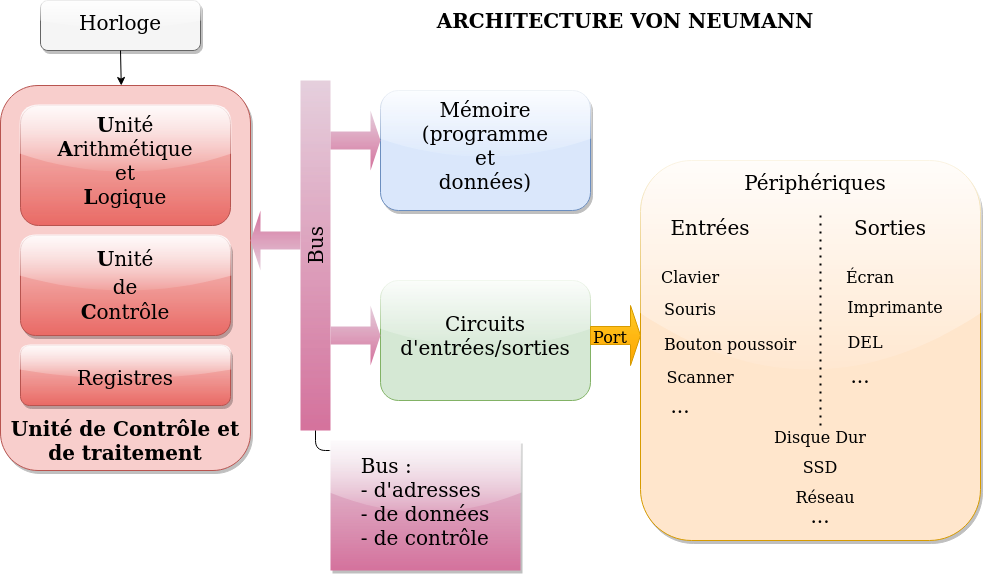 ARCHITECTURE VON NEUMANN
Horloge
Unité
Arithmétique
et
Logique
Unité
de
Contrôle
Registres
Unité de Contrôle et
de traitement
Bus
Mémoire
(programme
et
données)
Circuits
d'entrées/sorties
Port
Bus :
- d'adresses
- de données
- de contrôle
Périphériques
Entrées
Clavier
Souris
Bouton poussoir
Scanner
...
Sorties
Écran
Imprimante
DEL
...
Disque Dur
SSD
Réseau
...